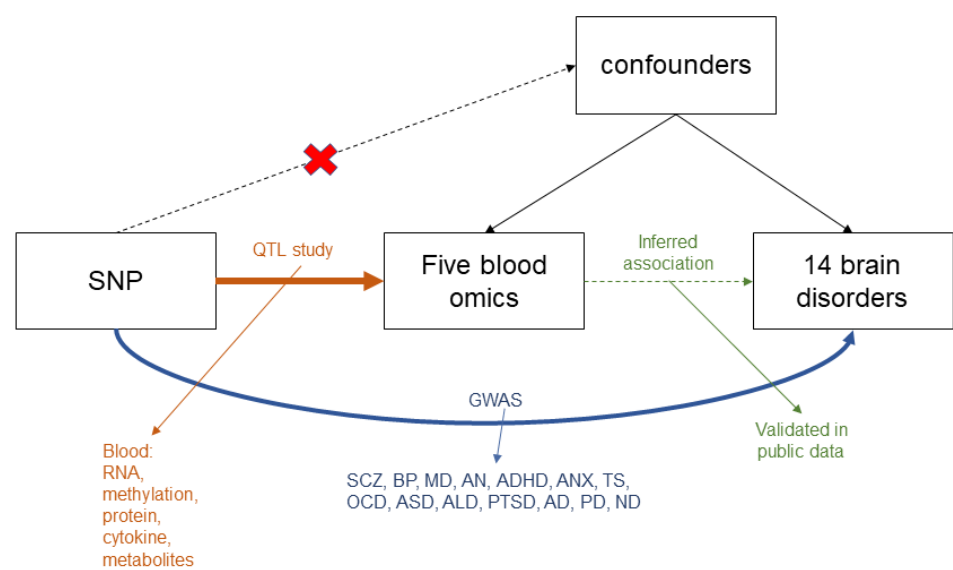 confounders
SNP
QTL study
Five blood
omics
Inferred
association
14 brain
disorders
GWAS
Blood:
RNA,
methylation,
protein,
cytokine,
metabolites
SCZ, BP, MD, AN, ADHD, ANX, TS,
OCD, ASD, ALD, PTSD, AD, PD, ND
Validated in
public data